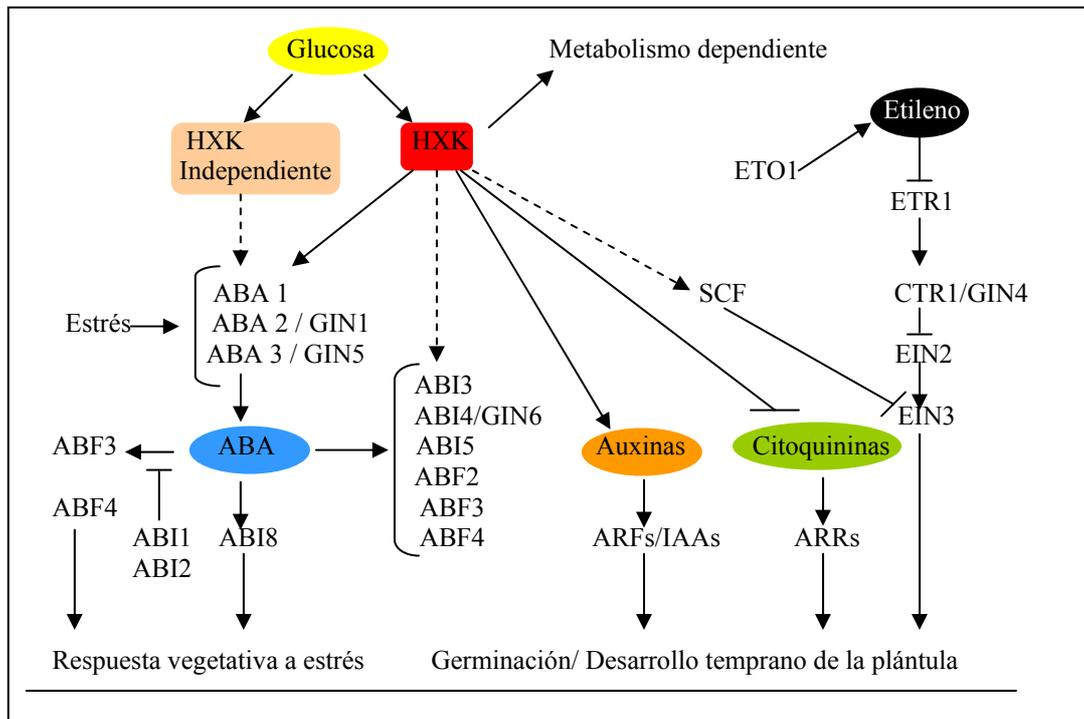 Glucosa
Metabolismo dependiente
Etileno
HXK
Independiente
HXK
ETO1
ETR1
ABA 1
ABA 2 / GIN1
ABA 3 / GIN5
Estrés
SCF
CTR1/GIN4
EIN2
EIN3
ABI3
ABI4/GIN6
ABI5
ABF2
ABF3
ABF4
ABF3
ABA
Auxinas
Citoquininas
ABF4
ABI1
ABI2
ABI8
ARFs/IAAs
ARRs
Respuesta vegetativa a estrés
Germinación/ Desarrollo temprano de la plántula